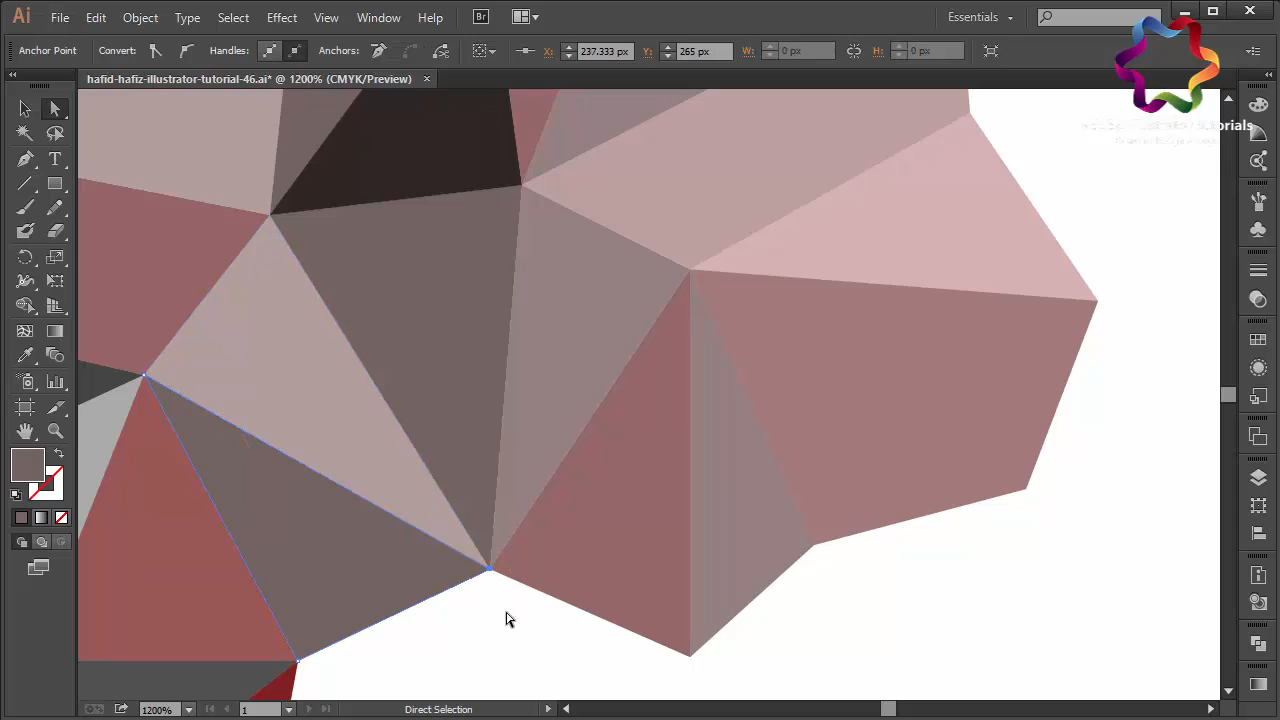 Ai File Edit Object Type Select Effect View Window Help Br Essentials
Anchor Point Convert: Handles: Anchors: X: 237.333 px Y: 265 px W: 0 px H: 0 px
hafid-hafiz-illustrator-tutorial-46.ai* @ 1200% (CMYK/Preview)
T
1200% 1 Direct Selection